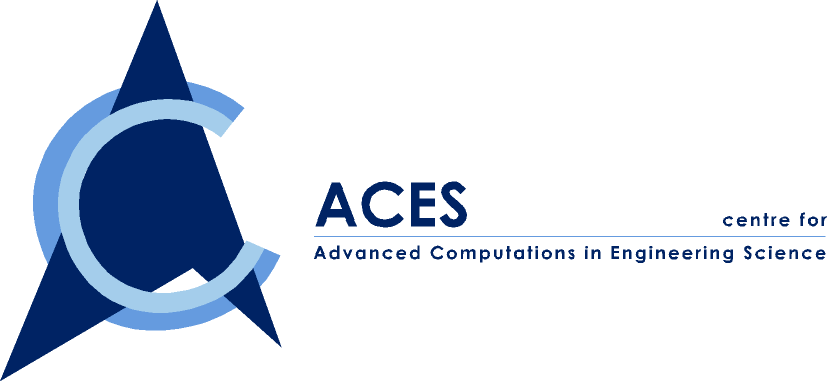 ACES
centre for
Advanced Computations in Engineering Science